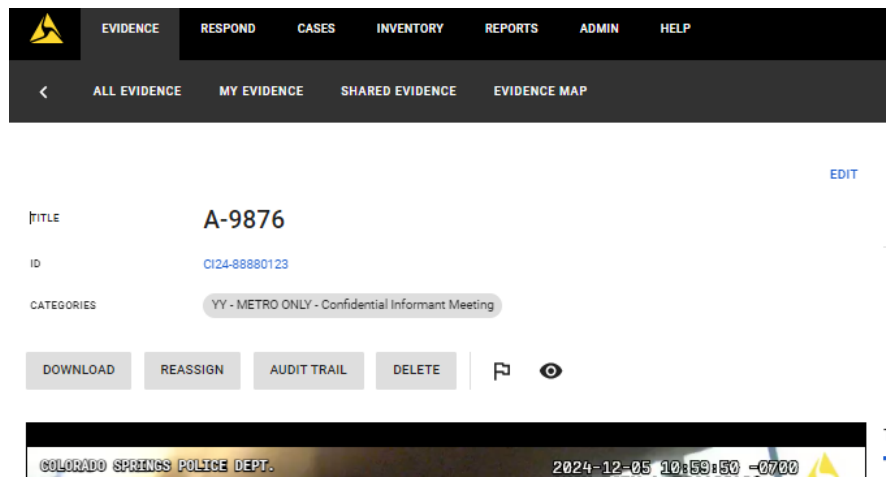 EVIDENCE RESPOND CASES INVENTORY REPORTS ADMIN HELP
ALL EVIDENCE MY EVIDENCE SHARED EVIDENCE EVIDENCE MAP
EDIT
TITLE A-9876
ID CI24-88880123
CATEGORIES YY - METRO ONLY - Confidential Informant Meeting
DOWNLOAD REASSIGN AUDIT TRAIL DELETE
COLORADO SPRINGS POLICE DEPT. 2024-12-05 10:59:50 -0700